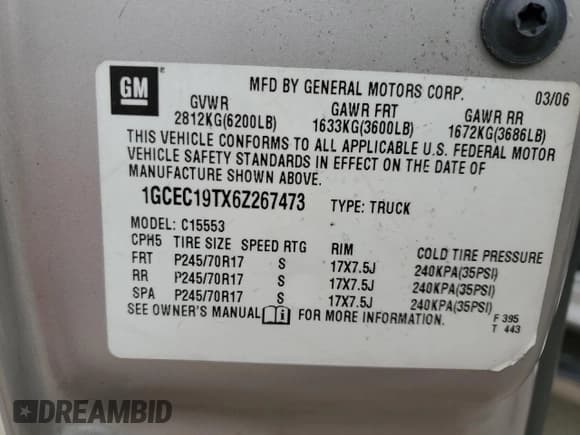 GM
MFD BY GENERAL MOTORS CORP. 03/06
GVWR GAWR FRT GAWR RR
2812KG(6200LB) 1633KG(3600LB) 1672KG(3686LB)
THIS VEHICLE CONFORMS TO ALL APPLICABLE U.S. FEDERAL MOTOR
VEHICLE SAFETY STANDARDS IN EFFECT ON THE DATE OF
MANUFACTURE SHOWN ABOVE.
1GCEC19TX6Z267473 TYPE: TRUCK
MODEL: C15553
CPH5 TIRE SIZE SPEED RTG RIM COLD TIRE PRESSURE
FRT P245/70R17 S 17X7.5J 240KPA(35PSI)
RR P245/70R17 S 17X7.5J 240KPA(35PSI)
SPA P245/70R17 S 17X7.5J 240KPA(35PSI)
SEE OWNER'S MANUAL FOR MORE INFORMATION.
F 395
T 443
DREAMBID